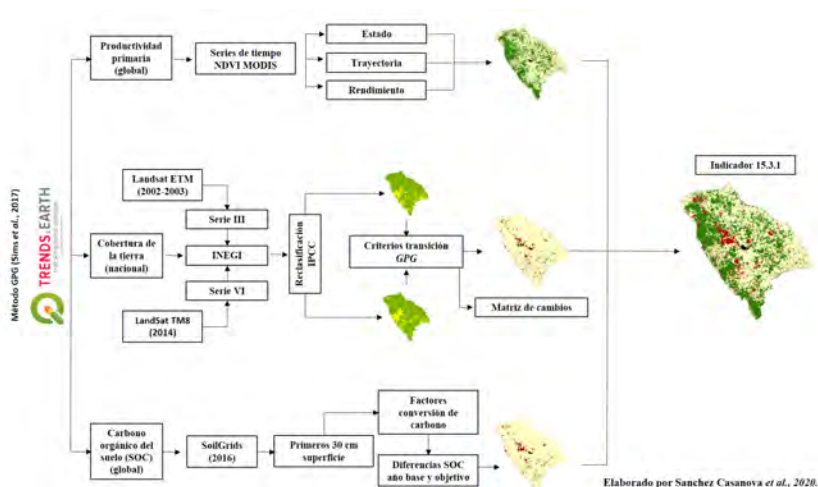 Método GPG (Sims et al., 2017)
TRENDS.EARTH
Productividad
primaria
(global)
Series de tiempo
NDVI MODIS
Estado
Trayectoria
Rendimiento
Cobertura de
la tierra
(nacional)
Landsat ETM
(2002-2003)
Serie III
INEGI
Serie VI
LandSat TM8
(2014)
Reclasificación
IPCC
Criterios transición
GPG
Matriz de cambios
Carbono
orgánico del
suelo (SOC)
(global)
SoilGrids
(2016)
Primeros 30 cm
superficie
Factores
conversión de
carbono
Diferencias SOC
año base y objetivo
Indicador 15.3.1
Elaborado por Sanchez Casanova et al., 2020.